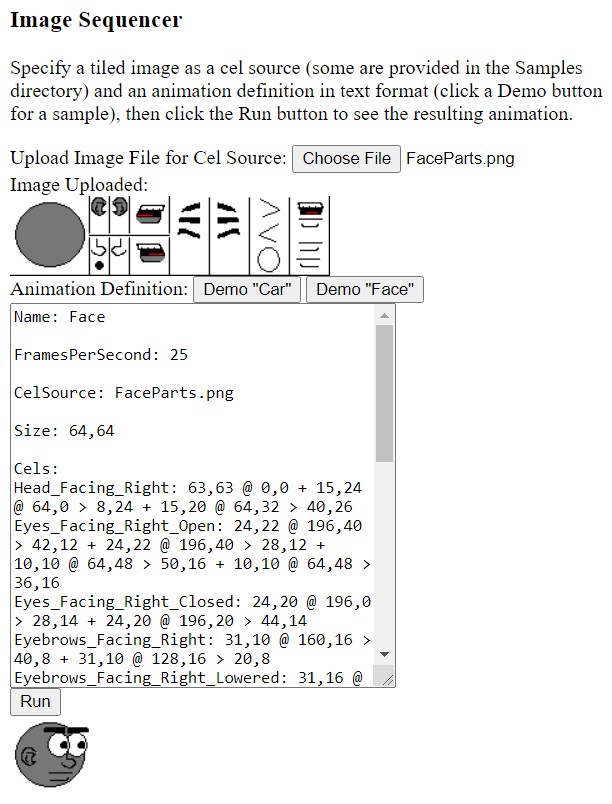 Image Sequencer
Specify a tiled image as a cel source (some are provided in the Samples
directory) and an animation definition in text format (click a Demo button
for a sample), then click the Run button to see the resulting animation.
Upload Image File for Cel Source: Choose File FaceParts.png
Image Uploaded:
Animation Definition: Demo "Car" Demo "Face"
Name: Face
FramesPerSecond: 25
CelSource: FaceParts.png
Size: 64,64
Cels:
Head_Facing_Right: 63,63 @ 0,0 + 15,24
@ 64,0 > 8,24 + 15,20 @ 64,32 > 40,26
Eyes_Facing_Right_Open: 24,22 @ 196,40
> 42,12 + 24,22 @ 196,40 > 28,12 +
10,10 @ 64,48 > 50,16 + 10,10 @ 64,48 >
36,16
Eyes_Facing_Right_Closed: 24,20 @ 196,0
> 28,14 + 24,20 @ 196,20 > 44,14
Eyebrows_Facing_Right: 31,10 @ 160,16 >
40,8 + 31,10 @ 128,16 > 20,8
Eyebrows_Facing_Right_Lowered: 31,16 @
Run